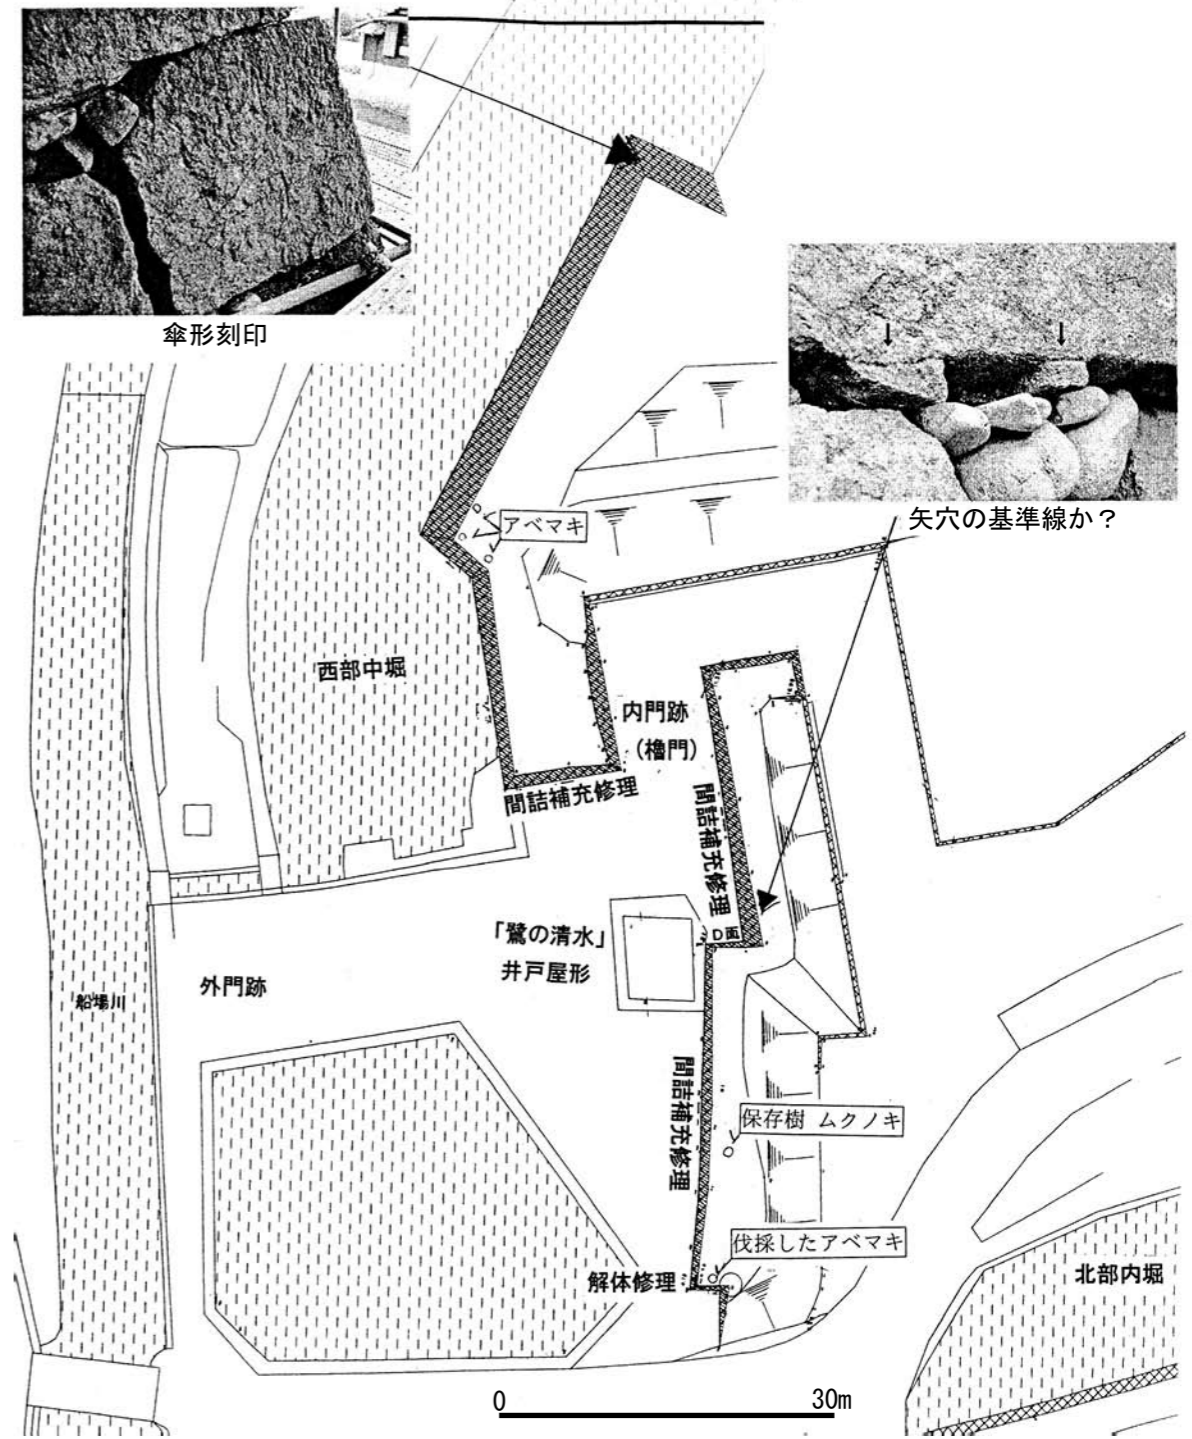 傘形刻印
矢穴の基準線か？
アベマキ
西部中堀
内門跡
（櫓門）
間詰補充修理
間詰補充修理
「鷺の清水」
井戸屋形
D面
外門跡
船場川
間詰補充修理
保存樹 ムクノキ
伐採したアベマキ
解体修理
北部内堀
0 30m